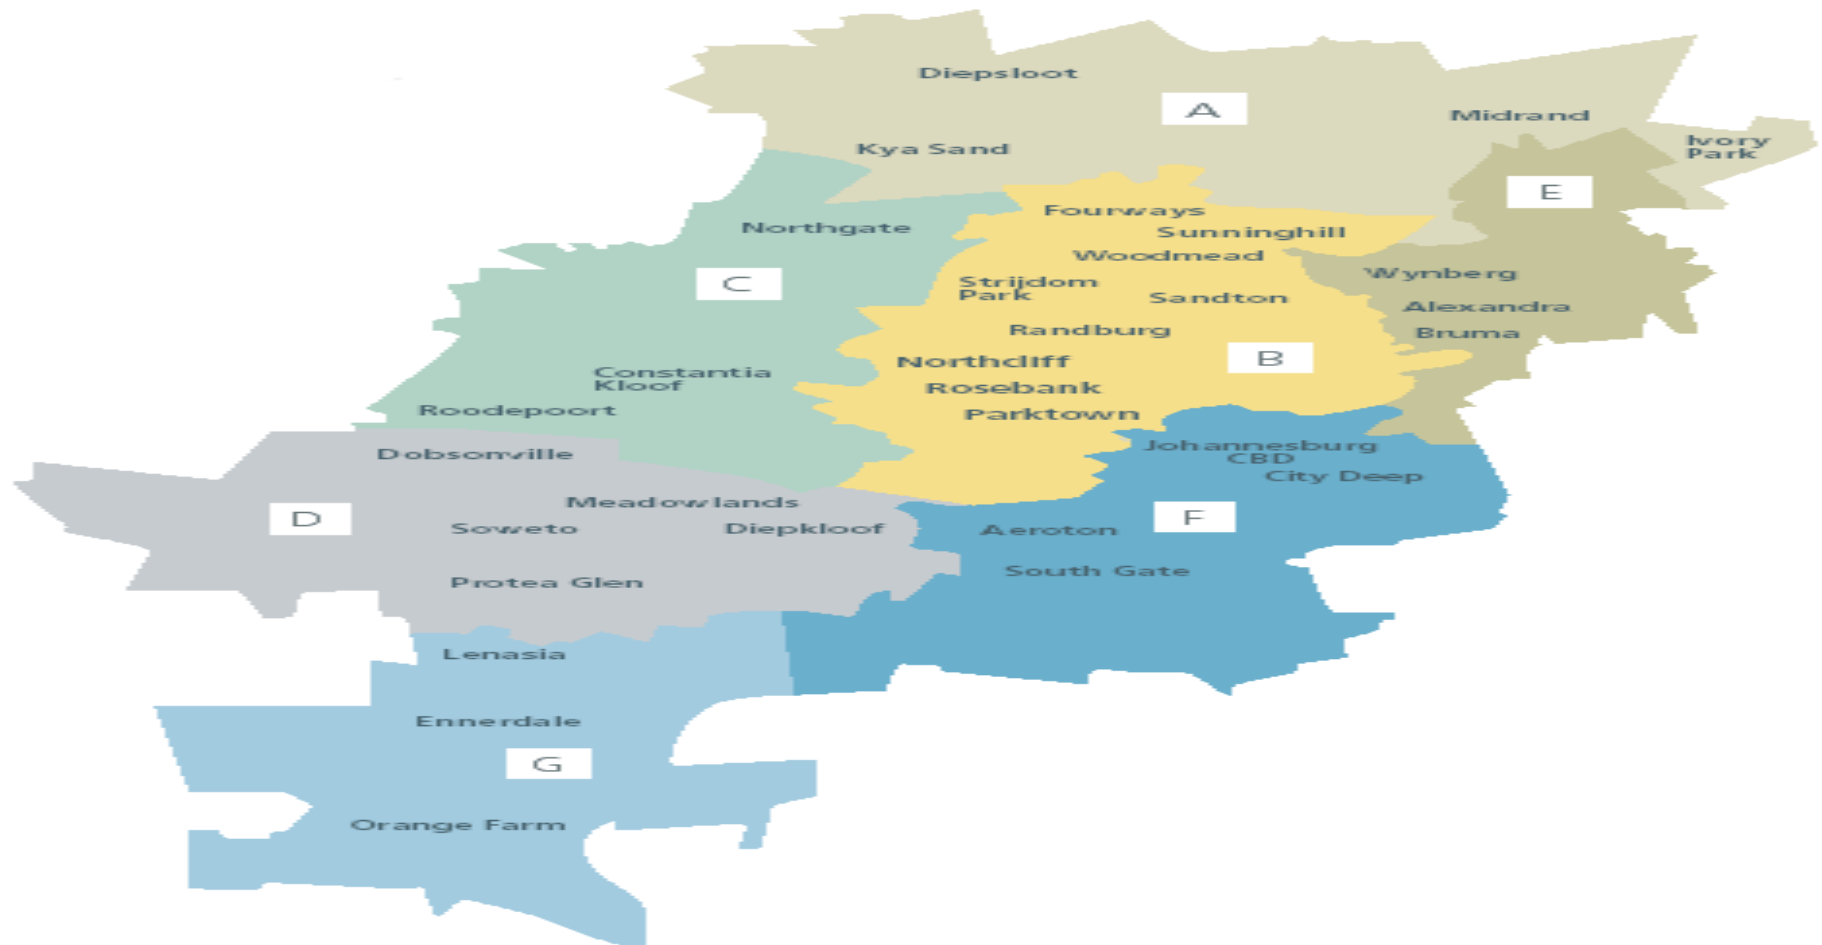 Diepsloot
A
Midrand
Kya Sand
Ivory
Park
E
Fourways
Northgate
Sunninghill
Woodmead
Wynberg
C
Strijdom
Park
Sandton
Alexandra
Randburg
Bruma
Northcliff
B
Constantia
Kloof
Rosebank
Roodepoort
Parktown
Johannesburg
CBD
Dobsonville
City Deep
Meadowlands
D
F
Soweto
Diepkloof
Aeroton
South Gate
Protea Glen
Lenasia
Ennerdale
G
Orange Farm